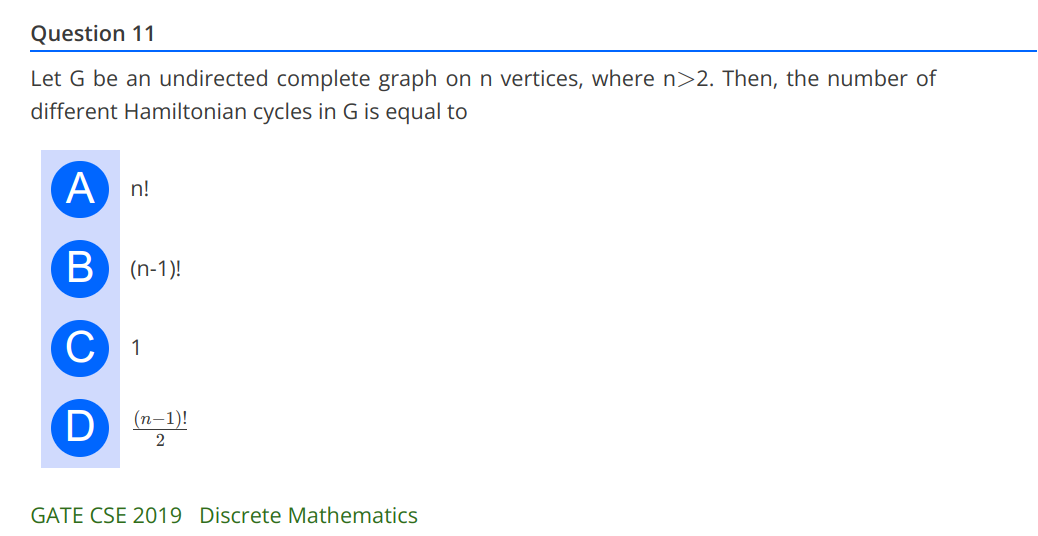 Question 11
Let G be an undirected complete graph on n vertices, where n>2. Then, the number of
different Hamiltonian cycles in G is equal to
A n!
B (n-1)!
C 1
D \frac{(n-1)!}{2}
GATE CSE 2019 Discrete Mathematics